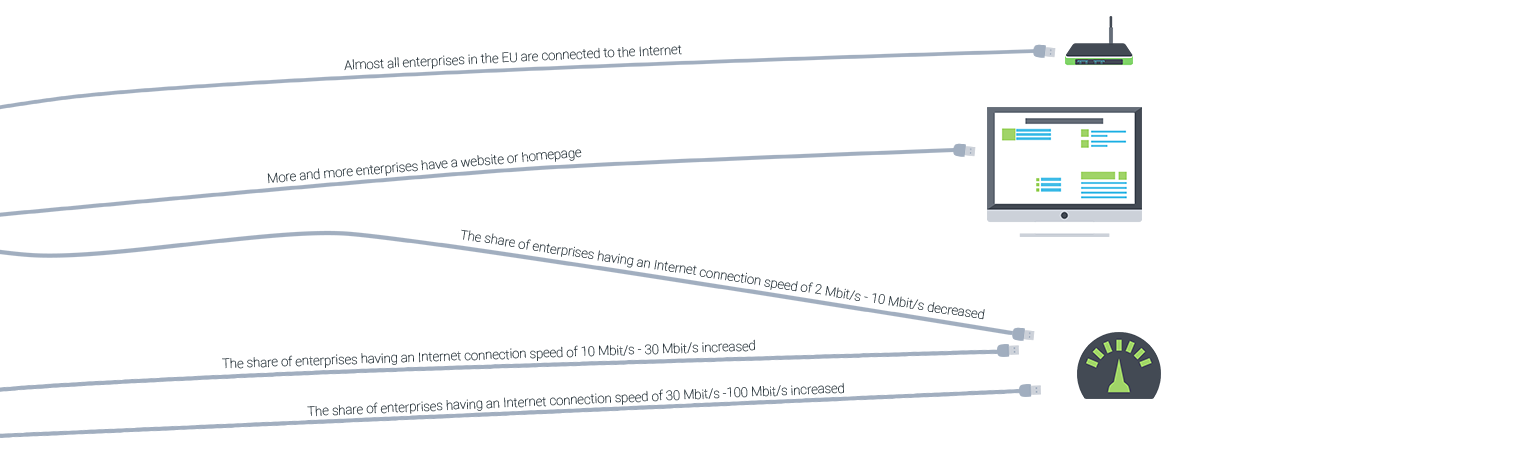 Almost all enterprises in the EU are connected to the Internet
More and more enterprises have a website or homepage
The share of enterprises having an Internet connection speed of 2 Mbit/s - 10 Mbit/s decreased
The share of enterprises having an Internet connection speed of 10 Mbit/s - 30 Mbit/s increased
The share of enterprises having an Internet connection speed of 30 Mbit/s -100 Mbit/s increased